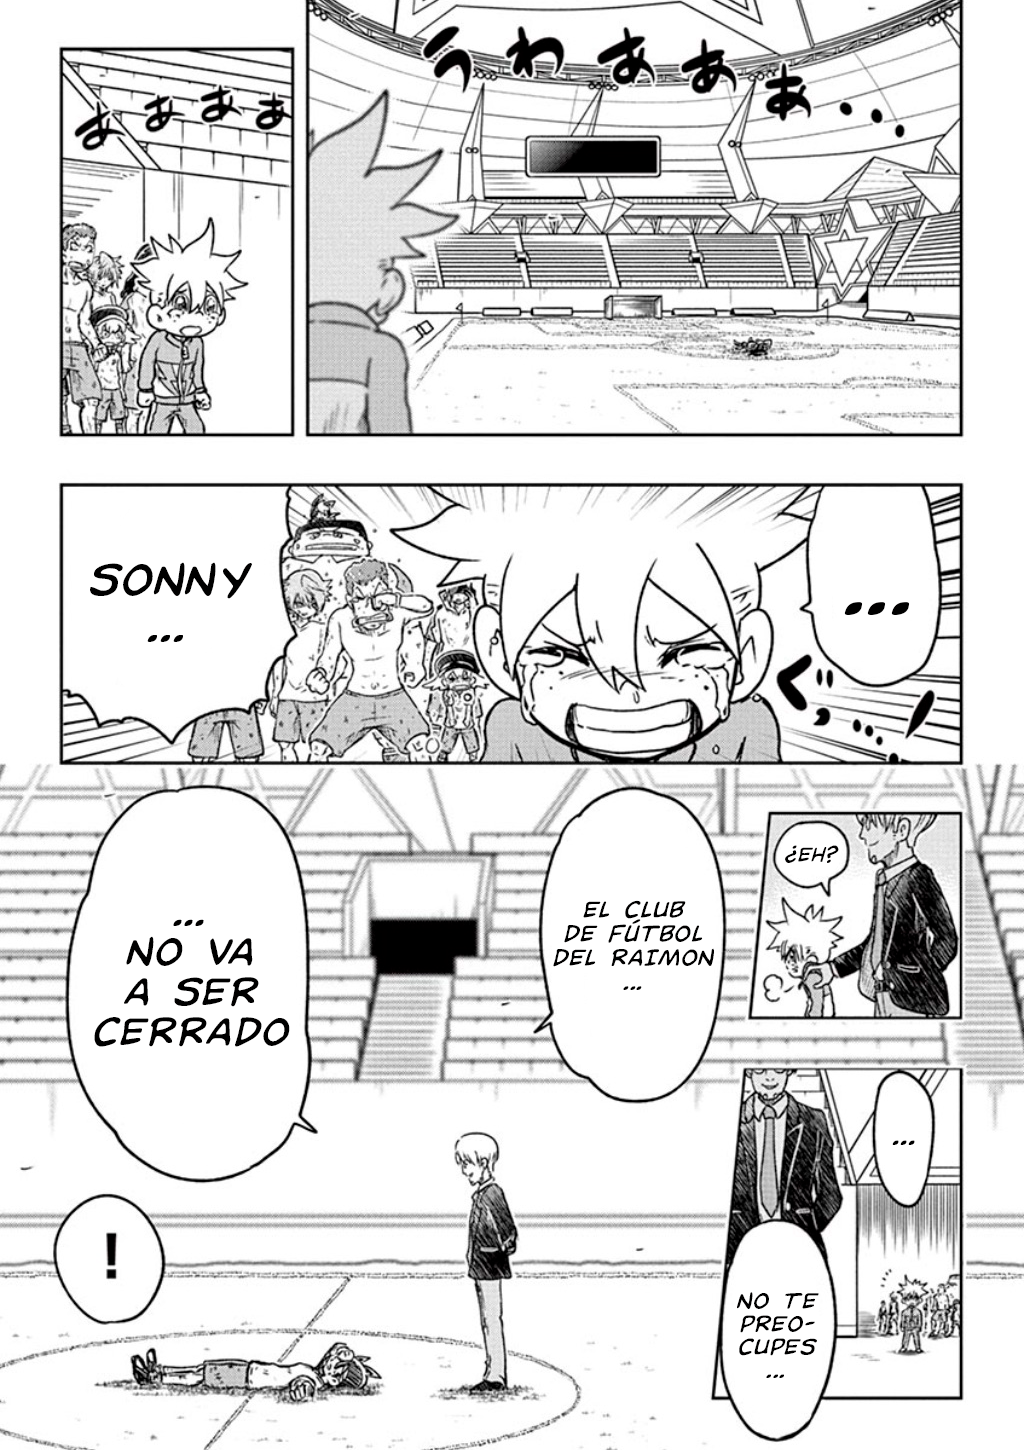 うわあああ...
ああああ
...
SONNY
...
ぐっ
¿EH?
...
NO TE
PREO-
CUPES
...
EL CLUB
DE FÚTBOL
DEL RAIMON
...
...
NO VA
A SER
CERRADO
!